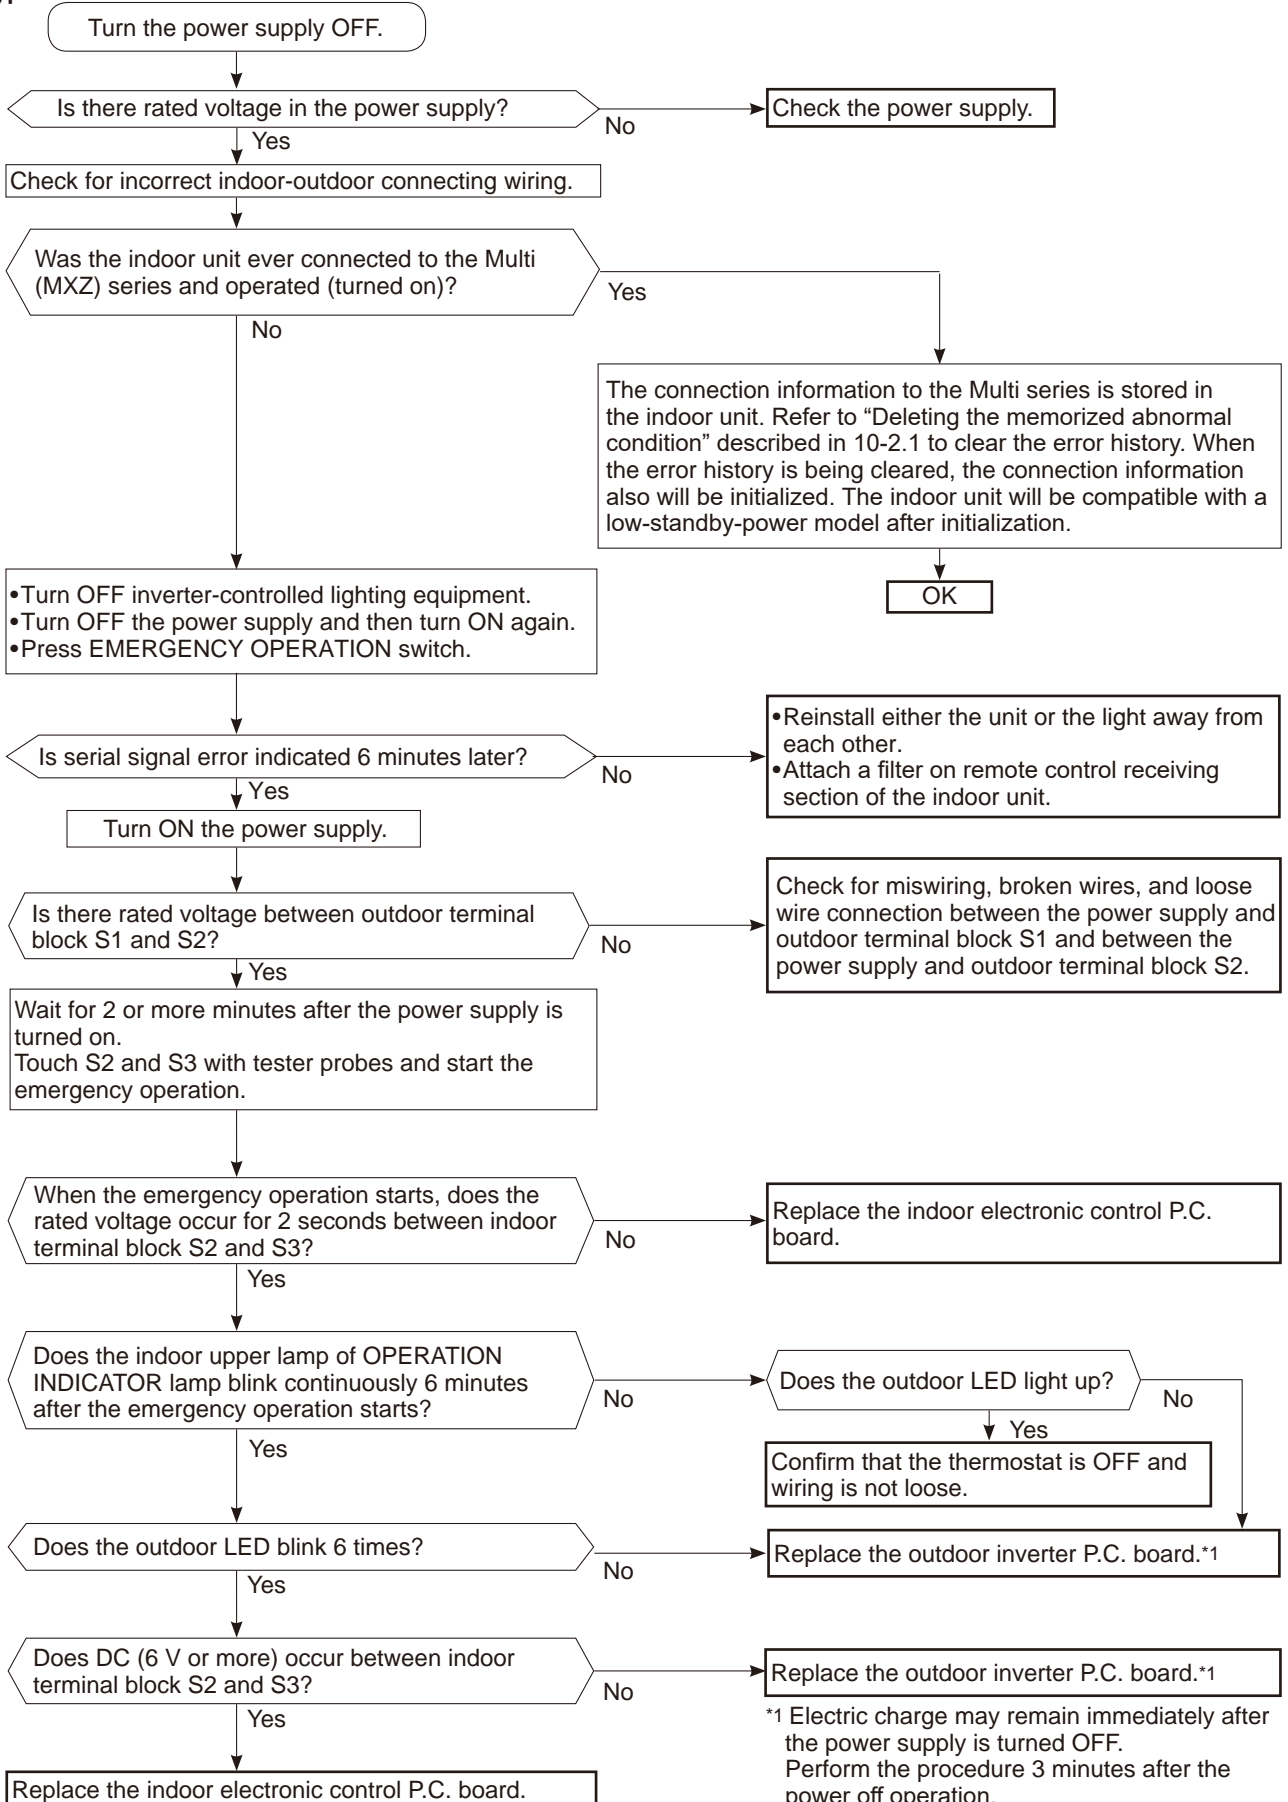 Turn the power supply OFF.
Is there rated voltage in the power supply?
No
Check the power supply.
Yes
Check for incorrect indoor-outdoor connecting wiring.
Was the indoor unit ever connected to the Multi
(MXZ) series and operated (turned on)?
Yes
No
The connection information to the Multi series is stored in
the indoor unit. Refer to “Deleting the memorized abnormal
condition” described in 10-2.1 to clear the error history. When
the error history is being cleared, the connection information
also will be initialized. The indoor unit will be compatible with a
low-standby-power model after initialization.
OK
•Turn OFF inverter-controlled lighting equipment.
•Turn OFF the power supply and then turn ON again.
•Press EMERGENCY OPERATION switch.
Is serial signal error indicated 6 minutes later?
No
•Reinstall either the unit or the light away from
each other.
•Attach a filter on remote control receiving
section of the indoor unit.
Yes
Turn ON the power supply.
Is there rated voltage between outdoor terminal
block S1 and S2?
No
Check for miswiring, broken wires, and loose
wire connection between the power supply and
outdoor terminal block S1 and between the
power supply and outdoor terminal block S2.
Yes
Wait for 2 or more minutes after the power supply is
turned on.
Touch S2 and S3 with tester probes and start the
emergency operation.
When the emergency operation starts, does the
rated voltage occur for 2 seconds between indoor
terminal block S2 and S3?
No
Replace the indoor electronic control P.C.
board.
Yes
Does the indoor upper lamp of OPERATION
INDICATOR lamp blink continuously 6 minutes
after the emergency operation starts?
No
Does the outdoor LED light up?
No
Yes
Confirm that the thermostat is OFF and
wiring is not loose.
Yes
Does the outdoor LED blink 6 times?
No
Replace the outdoor inverter P.C. board.*1
Yes
Does DC (6 V or more) occur between indoor
terminal block S2 and S3?
No
Replace the outdoor inverter P.C. board.*1
Yes
Replace the indoor electronic control P.C. board.
*1 Electric charge may remain immediately after
the power supply is turned OFF.
Perform the procedure 3 minutes after the
power off operation.